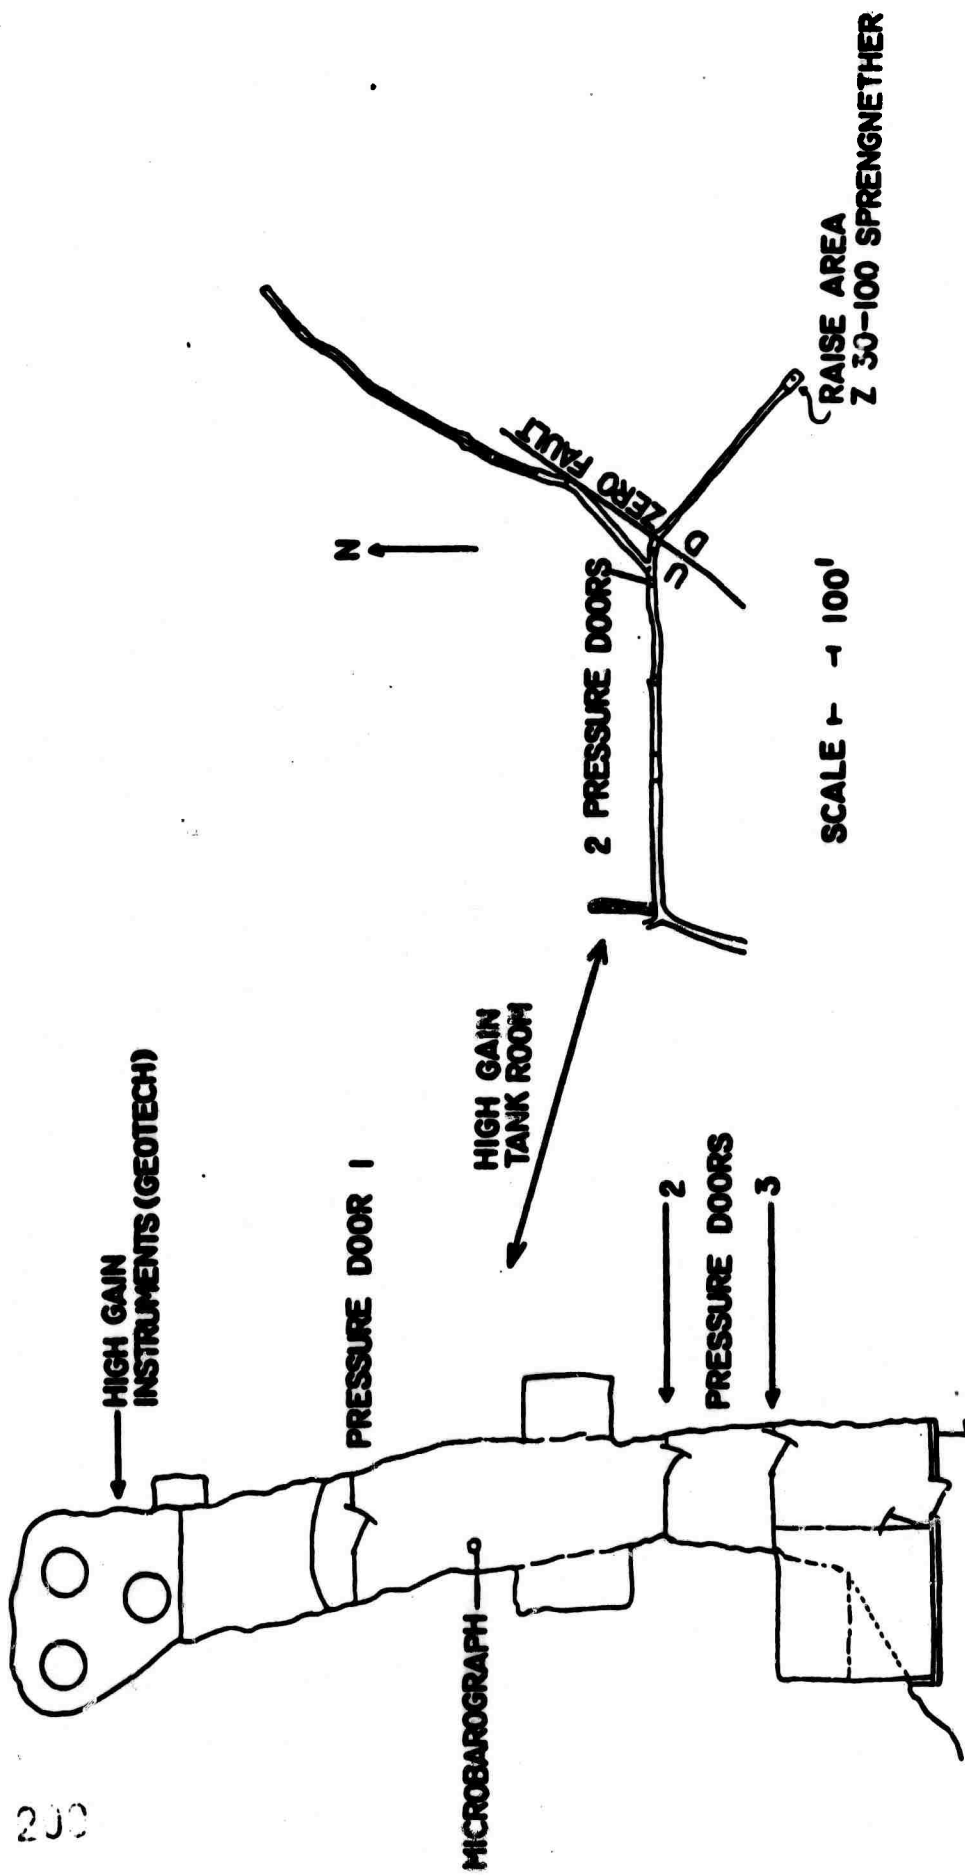 HIGH GAIN
INSTRUMENTS (GEOTECH)
PRESSURE DOOR 1
MICROBAROGRAPH
HIGH GAIN
TANK ROOM
2
PRESSURE DOORS
3
N
2 PRESSURE DOORS
ZERO FAULT
U
D
RAISE AREA
Z 30-100 SPRENGNETHER
SCALE 100'